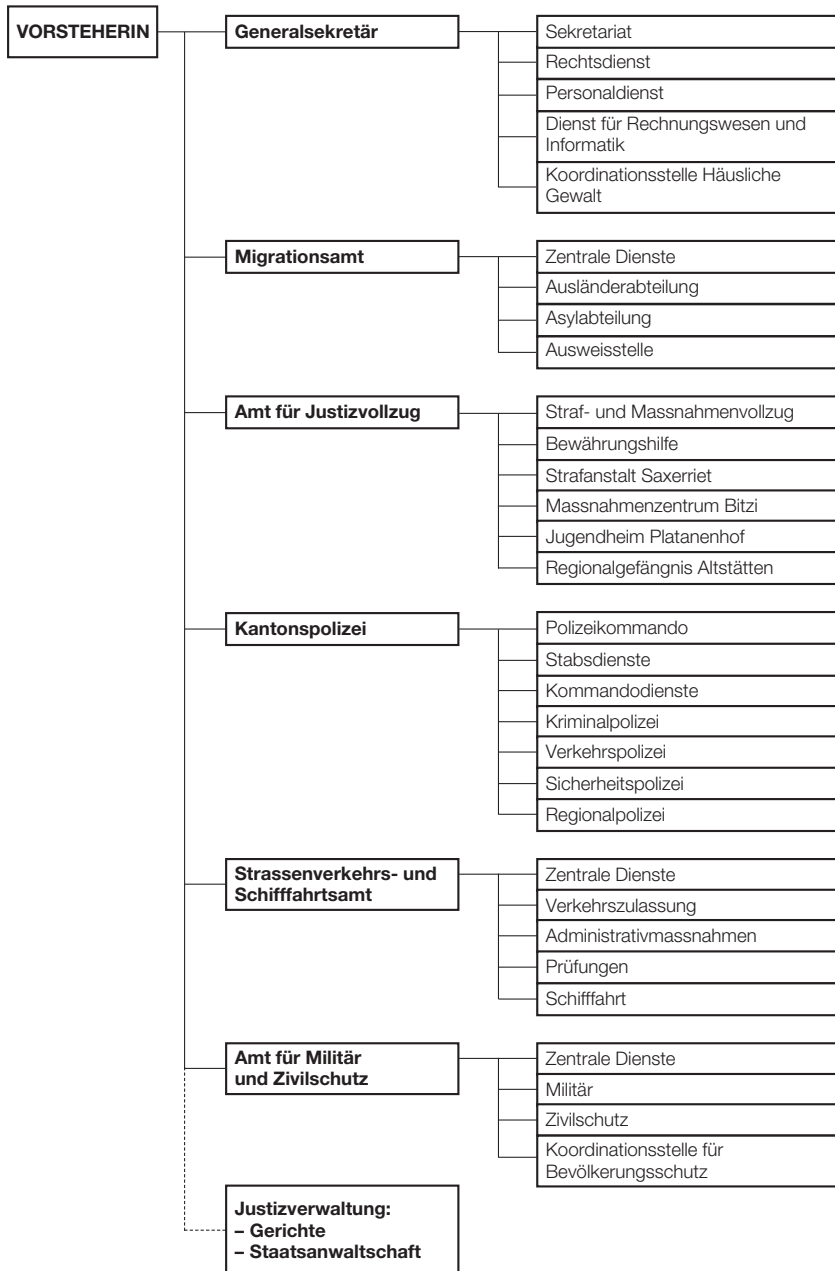 VORSTEHERIN
Generalsekretär
Sekretariat
Rechtsdienst
Personaldienst
Dienst für Rechnungswesen und
Informatik
Koordinationsstelle Häusliche
Gewalt
Migrationsamt
Zentrale Dienste
Ausländerabteilung
Asylabteilung
Ausweisstelle
Amt für Justizvollzug
Straf- und Massnahmenvollzug
Bewährungshilfe
Strafanstalt Saxerriet
Massnahmenzentrum Bitzi
Jugendheim Platanenhof
Regionalgefängnis Altstätten
Kantonspolizei
Polizeikommando
Stabsdienste
Kommandodienste
Kriminalpolizei
Verkehrspolizei
Sicherheitspolizei
Regionalpolizei
Strassenverkehrs- und
Schifffahrtsamt
Zentrale Dienste
Verkehrszulassung
Administrativmassnahmen
Prüfungen
Schifffahrt
Amt für Militär
und Zivilschutz
Zentrale Dienste
Militär
Zivilschutz
Koordinationsstelle für
Bevölkerungsschutz
Justizverwaltung:
– Gerichte
– Staatsanwaltschaft